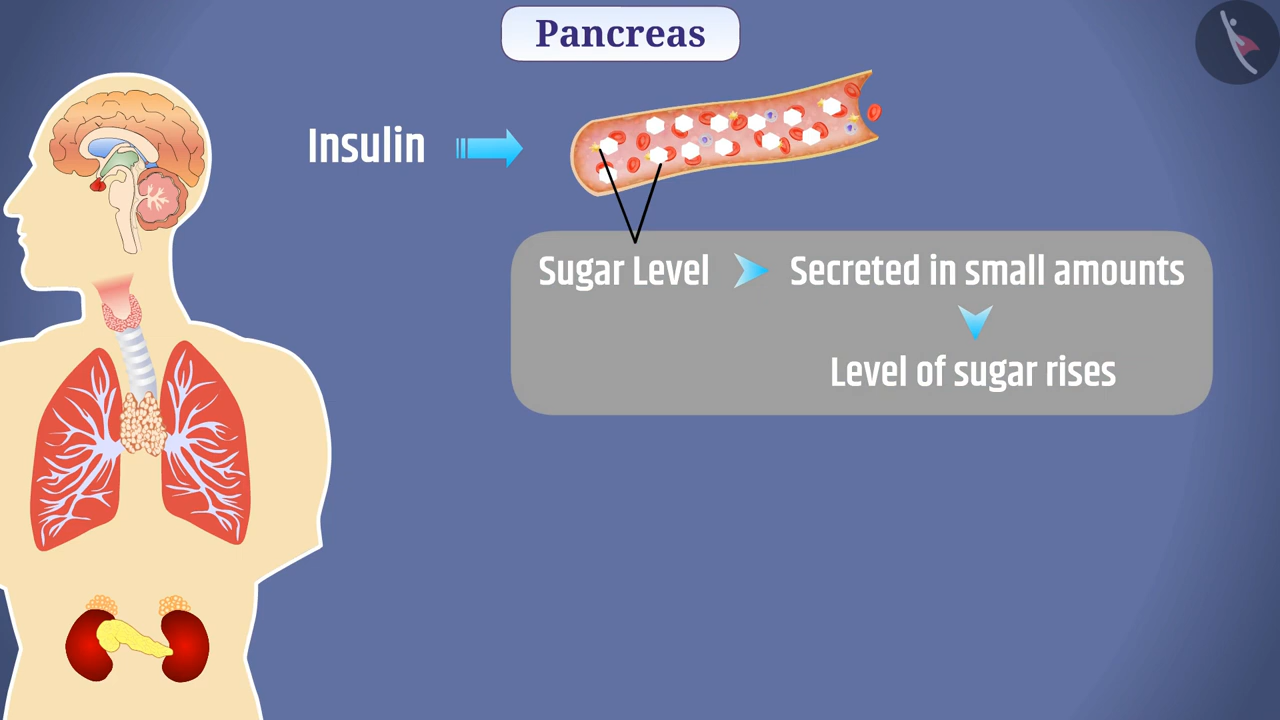 Pancreas
Insulin
Sugar Level
Secreted in small amounts
Level of sugar rises